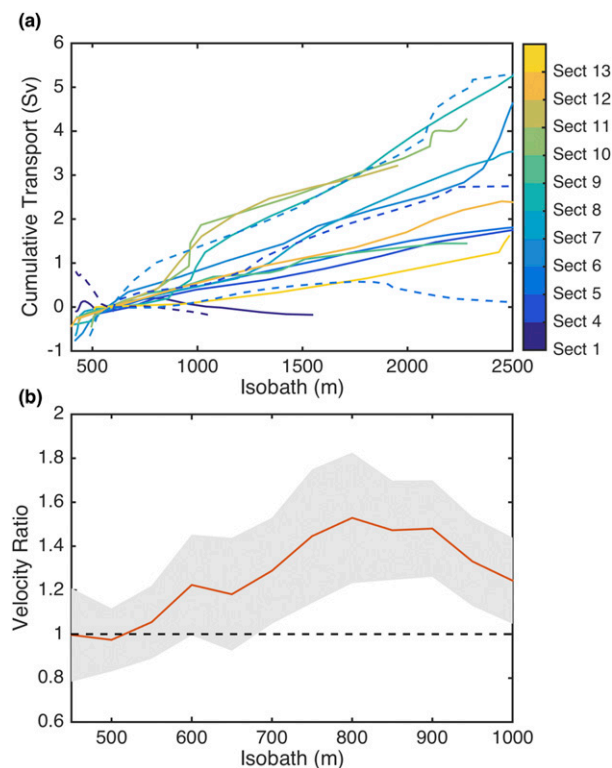 (a)
6
5
4
3
2
1
0
-1
Cumulative Transport (Sv)
500 1000 1500 2000 2500
Isobath (m)
Sect 13
Sect 12
Sect 11
Sect 10
Sect 9
Sect 8
Sect 7
Sect 6
Sect 5
Sect 4
Sect 1
(b)
2
1.8
1.6
1.4
1.2
1
0.8
0.6
Velocity Ratio
500 600 700 800 900 1000
Isobath (m)